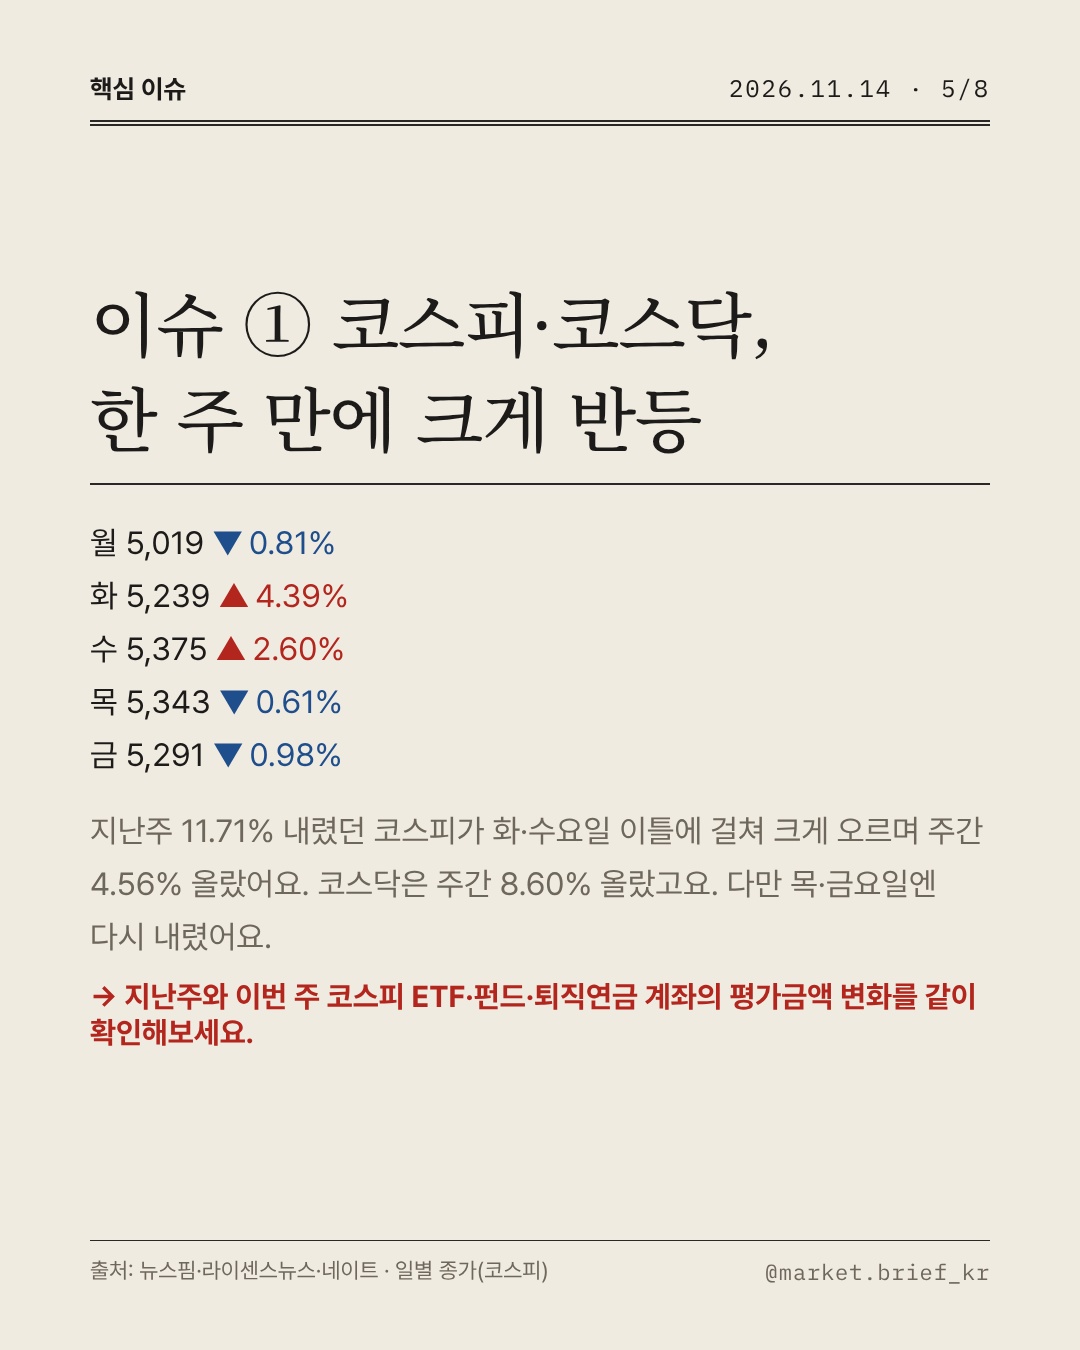 핵심 이슈
2026.11.14 · 5/8
이슈 ① 코스피·코스닥,
한 주 만에 크게 반등
월 5,019 ▼ 0.81%
화 5,239 ▲ 4.39%
수 5,375 ▲ 2.60%
목 5,343 ▼ 0.61%
금 5,291 ▼ 0.98%
지난주 11.71% 내렸던 코스피가 화·수요일 이틀에 걸쳐 크게 오르며 주간
4.56% 올랐어요. 코스닥은 주간 8.60% 올랐고요. 다만 목·금요일엔
다시 내렸어요.
→ 지난주와 이번 주 코스피 ETF·펀드·퇴직연금 계좌의 평가금액 변화를 같이
확인해보세요.
출처: 뉴스핌·라이센스뉴스·네이트 · 일별 종가(코스피)
@market.brief_kr